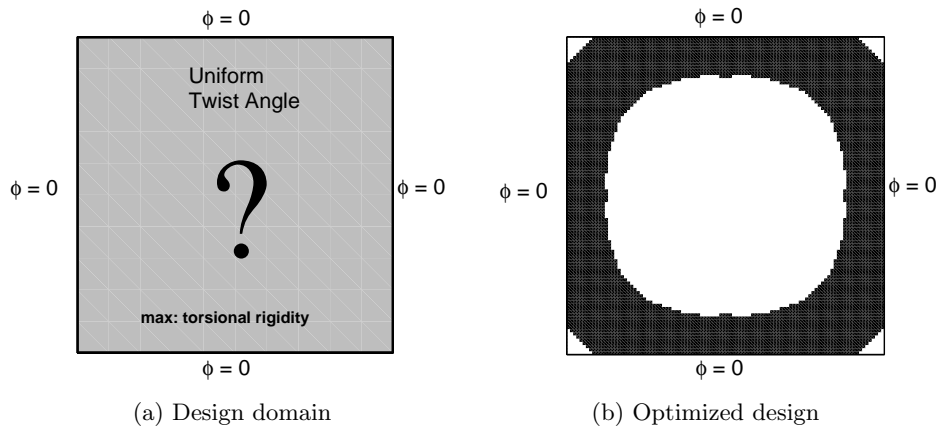 ϕ = 0
Uniform
Twist Angle
ϕ = 0
?
ϕ = 0
max: torsional rigidity
ϕ = 0
(a) Design domain
ϕ = 0
ϕ = 0
ϕ = 0
ϕ = 0
(b) Optimized design